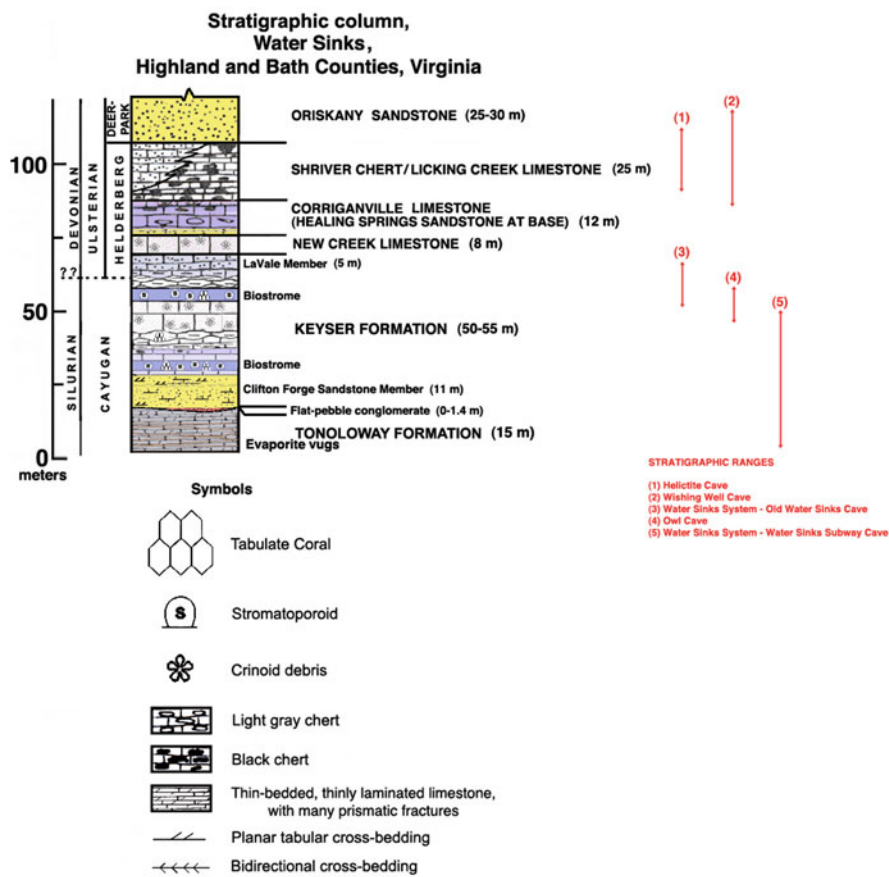 Stratigraphic column,
Water Sinks,
Highland and Bath Counties, Virginia
DEER-
PARK
ORISKANY SANDSTONE (25-30 m)
(1)
(2)
100
DEVONIAN
ULSTERIAN
HELDERBERG
SHRIVER CHERT/LICKING CREEK LIMESTONE (25 m)
CORRIGANVILLE LIMESTONE
(HEALING SPRINGS SANDSTONE AT BASE) (12 m)
NEW CREEK LIMESTONE (8 m)
LaVale Member (5 m)
(3)
(4)
(5)
??
50
Biostrome
KEYSER FORMATION (50-55 m)
SILURIAN
CAYUGAN
Biostrome
Clifton Forge Sandstone Member (11 m)
Flat-pebble conglomerate (0-1.4 m)
TONOLOWAY FORMATION (15 m)
Evaporite vugs
0
meters
STRATIGRAPHIC RANGES
(1) Helictite Cave
(2) Wishing Well Cave
(3) Water Sinks System - Old Water Sinks Cave
(4) Owl Cave
(5) Water Sinks System - Water Sinks Subway Cave
Symbols
Tabulate Coral
S
Stromatoporoid
Crinoid debris
Light gray chert
Black chert
Thin-bedded, thinly laminated limestone,
with many prismatic fractures
Planar tabular cross-bedding
Bidirectional cross-bedding